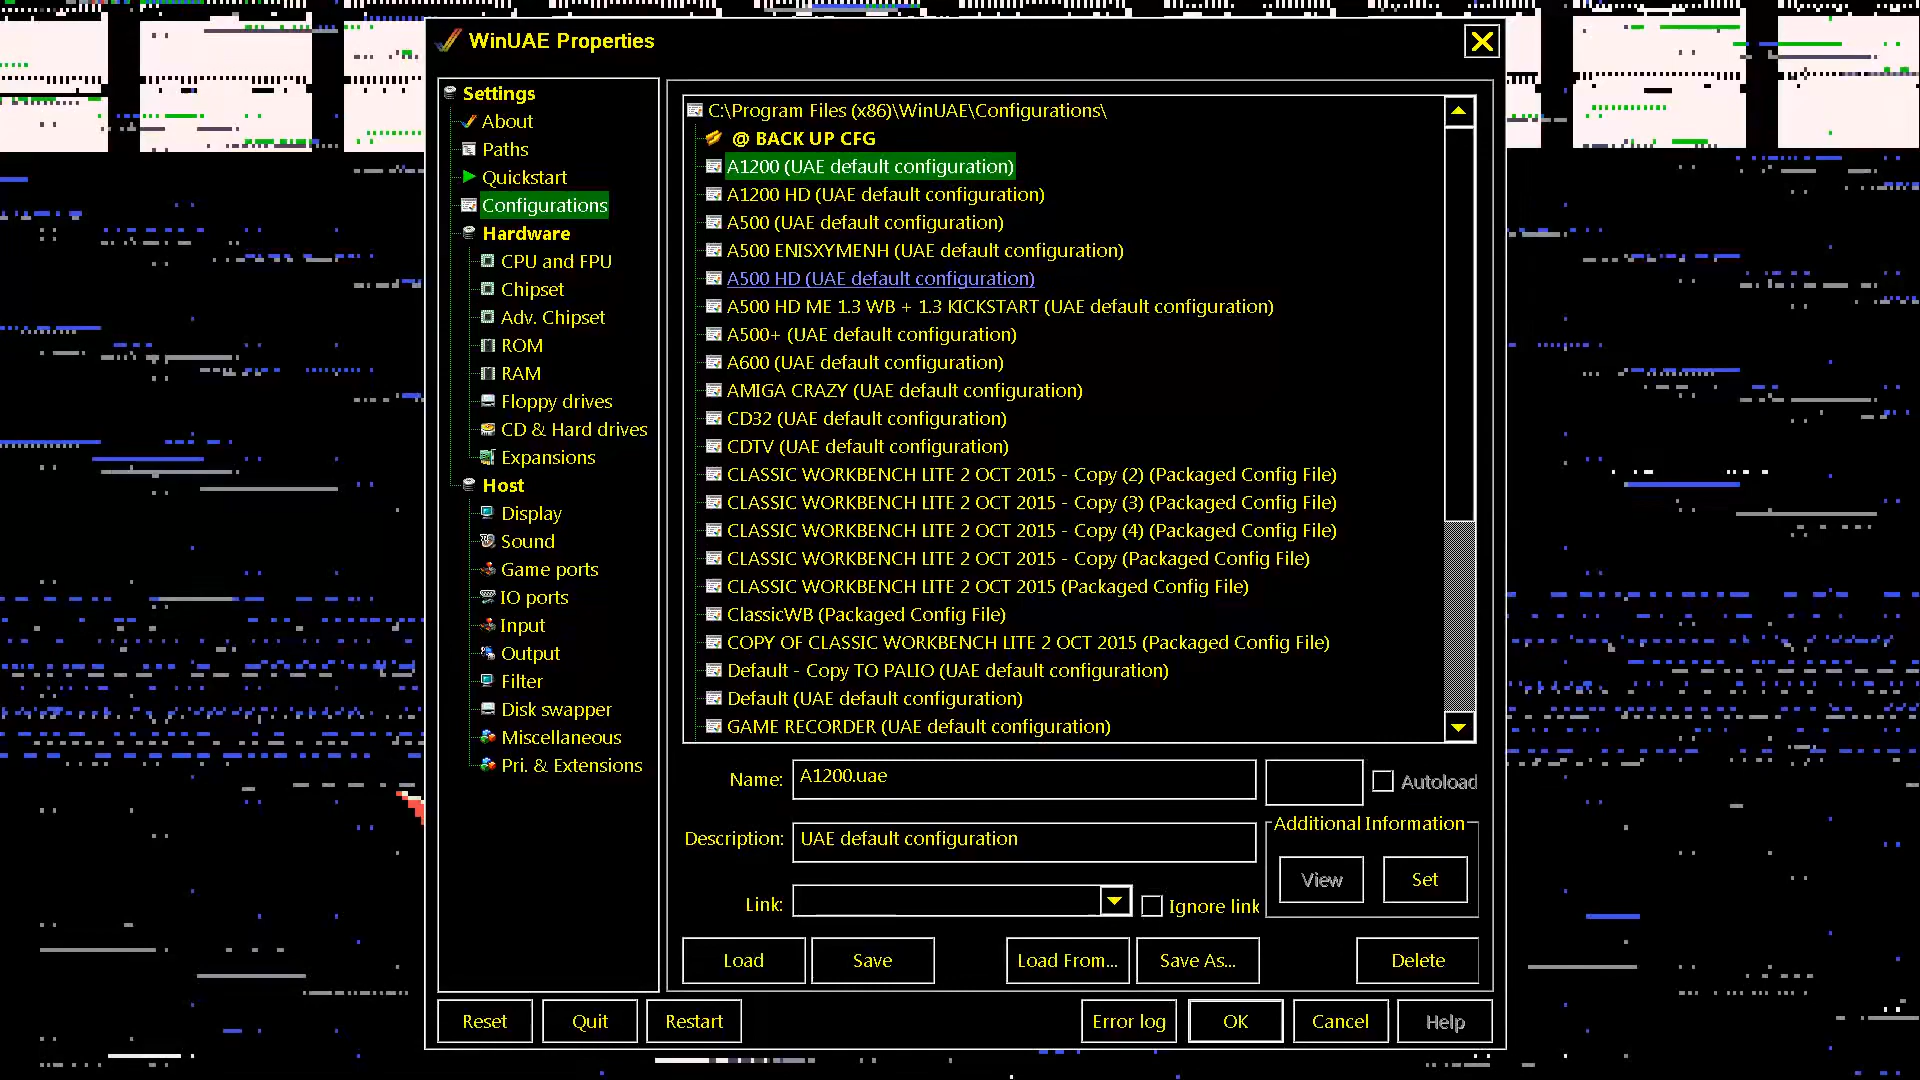 WinUAE Properties
Settings
About
Paths
Quickstart
Configurations
Hardware
CPU and FPU
Chipset
Adv. Chipset
ROM
RAM
Floppy drives
CD & Hard drives
Expansions
Host
Display
Sound
Game ports
IO ports
Input
Output
Filter
Disk swapper
Miscellaneous
Pri. & Extensions
C:\Program Files (x86)\WinUAE\Configurations\
@ BACK UP CFG
A1200 (UAE default configuration)
A1200 HD (UAE default configuration)
A500 (UAE default configuration)
A500 ENISXYMENH (UAE default configuration)
A500 HD (UAE default configuration)
A500 HD ME 1.3 WB + 1.3 KICKSTART (UAE default configuration)
A500+ (UAE default configuration)
A600 (UAE default configuration)
AMIGA CRAZY (UAE default configuration)
CD32 (UAE default configuration)
CDTV (UAE default configuration)
CLASSIC WORKBENCH LITE 2 OCT 2015 - Copy (2) (Packaged Config File)
CLASSIC WORKBENCH LITE 2 OCT 2015 - Copy (3) (Packaged Config File)
CLASSIC WORKBENCH LITE 2 OCT 2015 - Copy (4) (Packaged Config File)
CLASSIC WORKBENCH LITE 2 OCT 2015 - Copy (Packaged Config File)
CLASSIC WORKBENCH LITE 2 OCT 2015 (Packaged Config File)
ClassicWB (Packaged Config File)
COPY OF CLASSIC WORKBENCH LITE 2 OCT 2015 (Packaged Config File)
Default - Copy TO PALIO (UAE default configuration)
Default (UAE default configuration)
GAME RECORDER (UAE default configuration)
Name: A1200.uae Autoload
Description: UAE default configuration
Additional Information
View Set
Link: Ignore link
Load Save Load From... Save As... Delete
Reset Quit Restart Error log OK Cancel Help